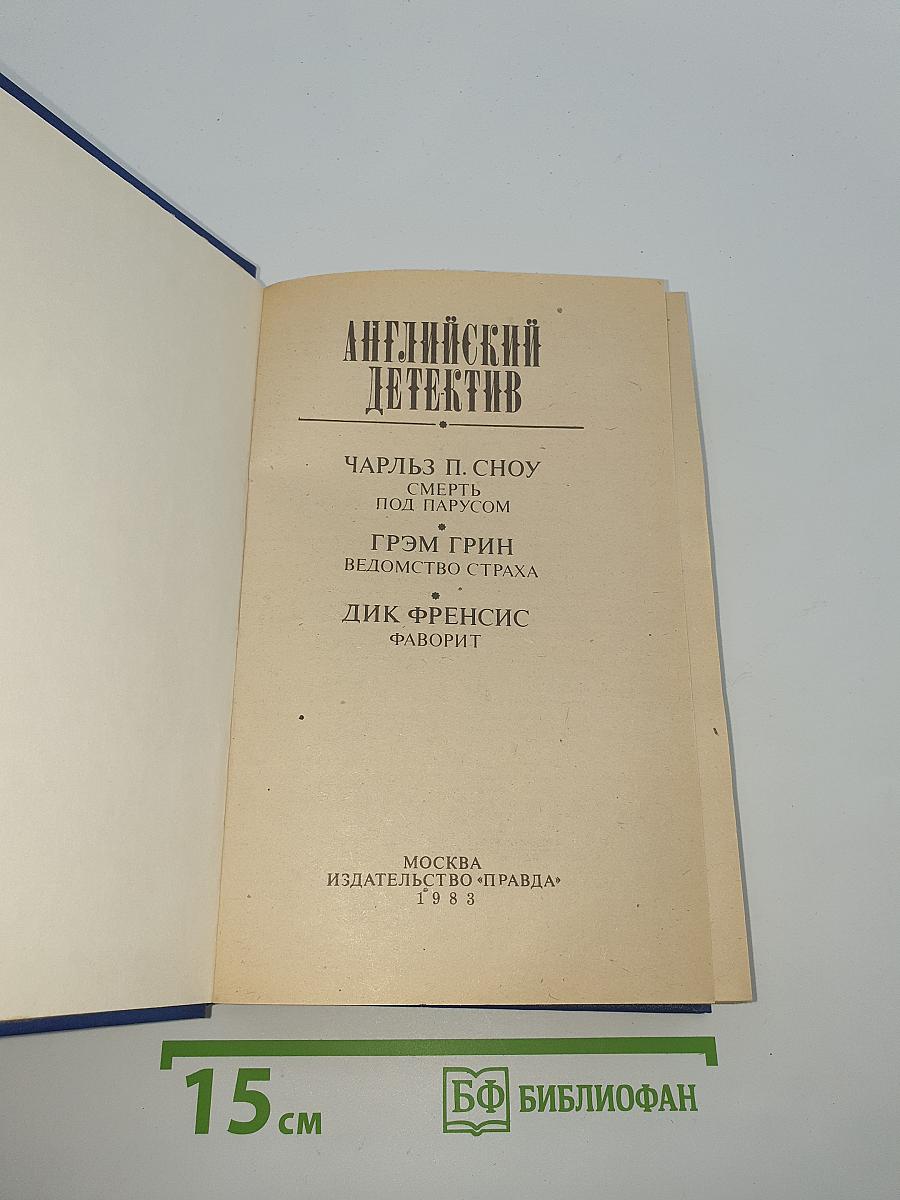 АНГЛИЙСКИЙ
ДЕТЕКТИВ
ЧАРЛЬЗ П. СНОУ
СМЕРТЬ
ПОД ПАРУСОМ
ГРЭМ ГРИН
ВЕДОМСТВО СТРАХА
ДИК ФРЕНСИС
ФАВОРИТ
МОСКВА
ИЗДАТЕЛЬСТВО «ПРАВДА»
1983
15 см
БФ БИБЛИОФАН